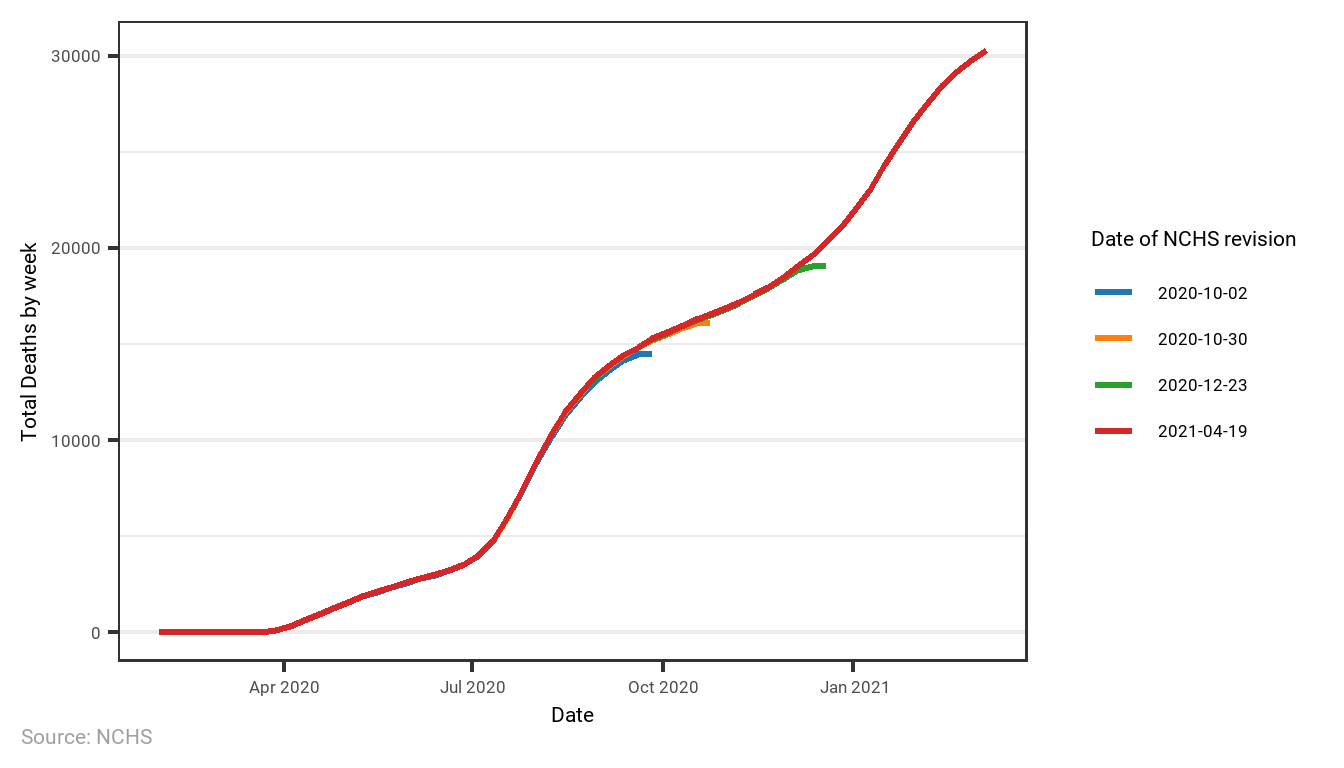 30000
20000
10000
0
Total Deaths by week
Apr 2020
Jul 2020
Oct 2020
Jan 2021
Date
Date of NCHS revision
2020-10-02
2020-10-30
2020-12-23
2021-04-19
Source: NCHS